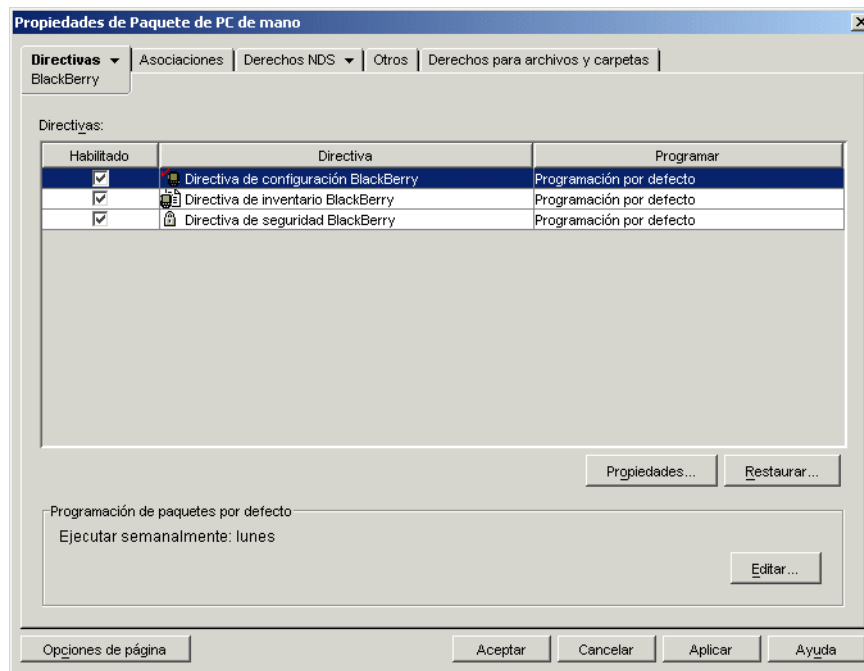 Propiedades de Paquete de PC de mano
Directivas Asociaciones Derechos NDS Otros Derechos para archivos y carpetas
BlackBerry
Directivas:
Habilitado Directiva Programar
Directiva de configuración BlackBerry Programación por defecto
Directiva de inventario BlackBerry Programación por defecto
Directiva de seguridad BlackBerry Programación por defecto
Propiedades... Restaurar...
Programación de paquetes por defecto
Ejecutar semanalmente: lunes
Editar...
Opciones de página Aceptar Cancelar Aplicar Ayuda